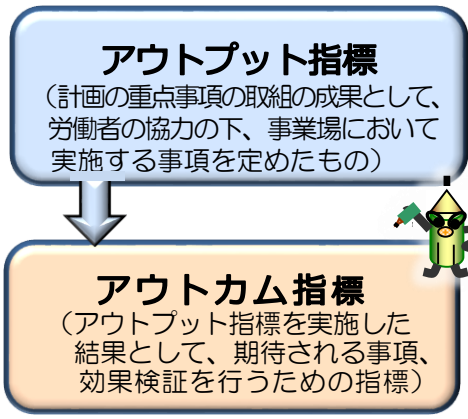 アウトプット指標
（計画の重点事項の取組の成果として、
労働者の協力の下、事業場において
実施する事項を定めたもの）
アウトカム指標
（アウトプット指標を実施した
結果として、期待される事項、
効果検証を行うための指標）